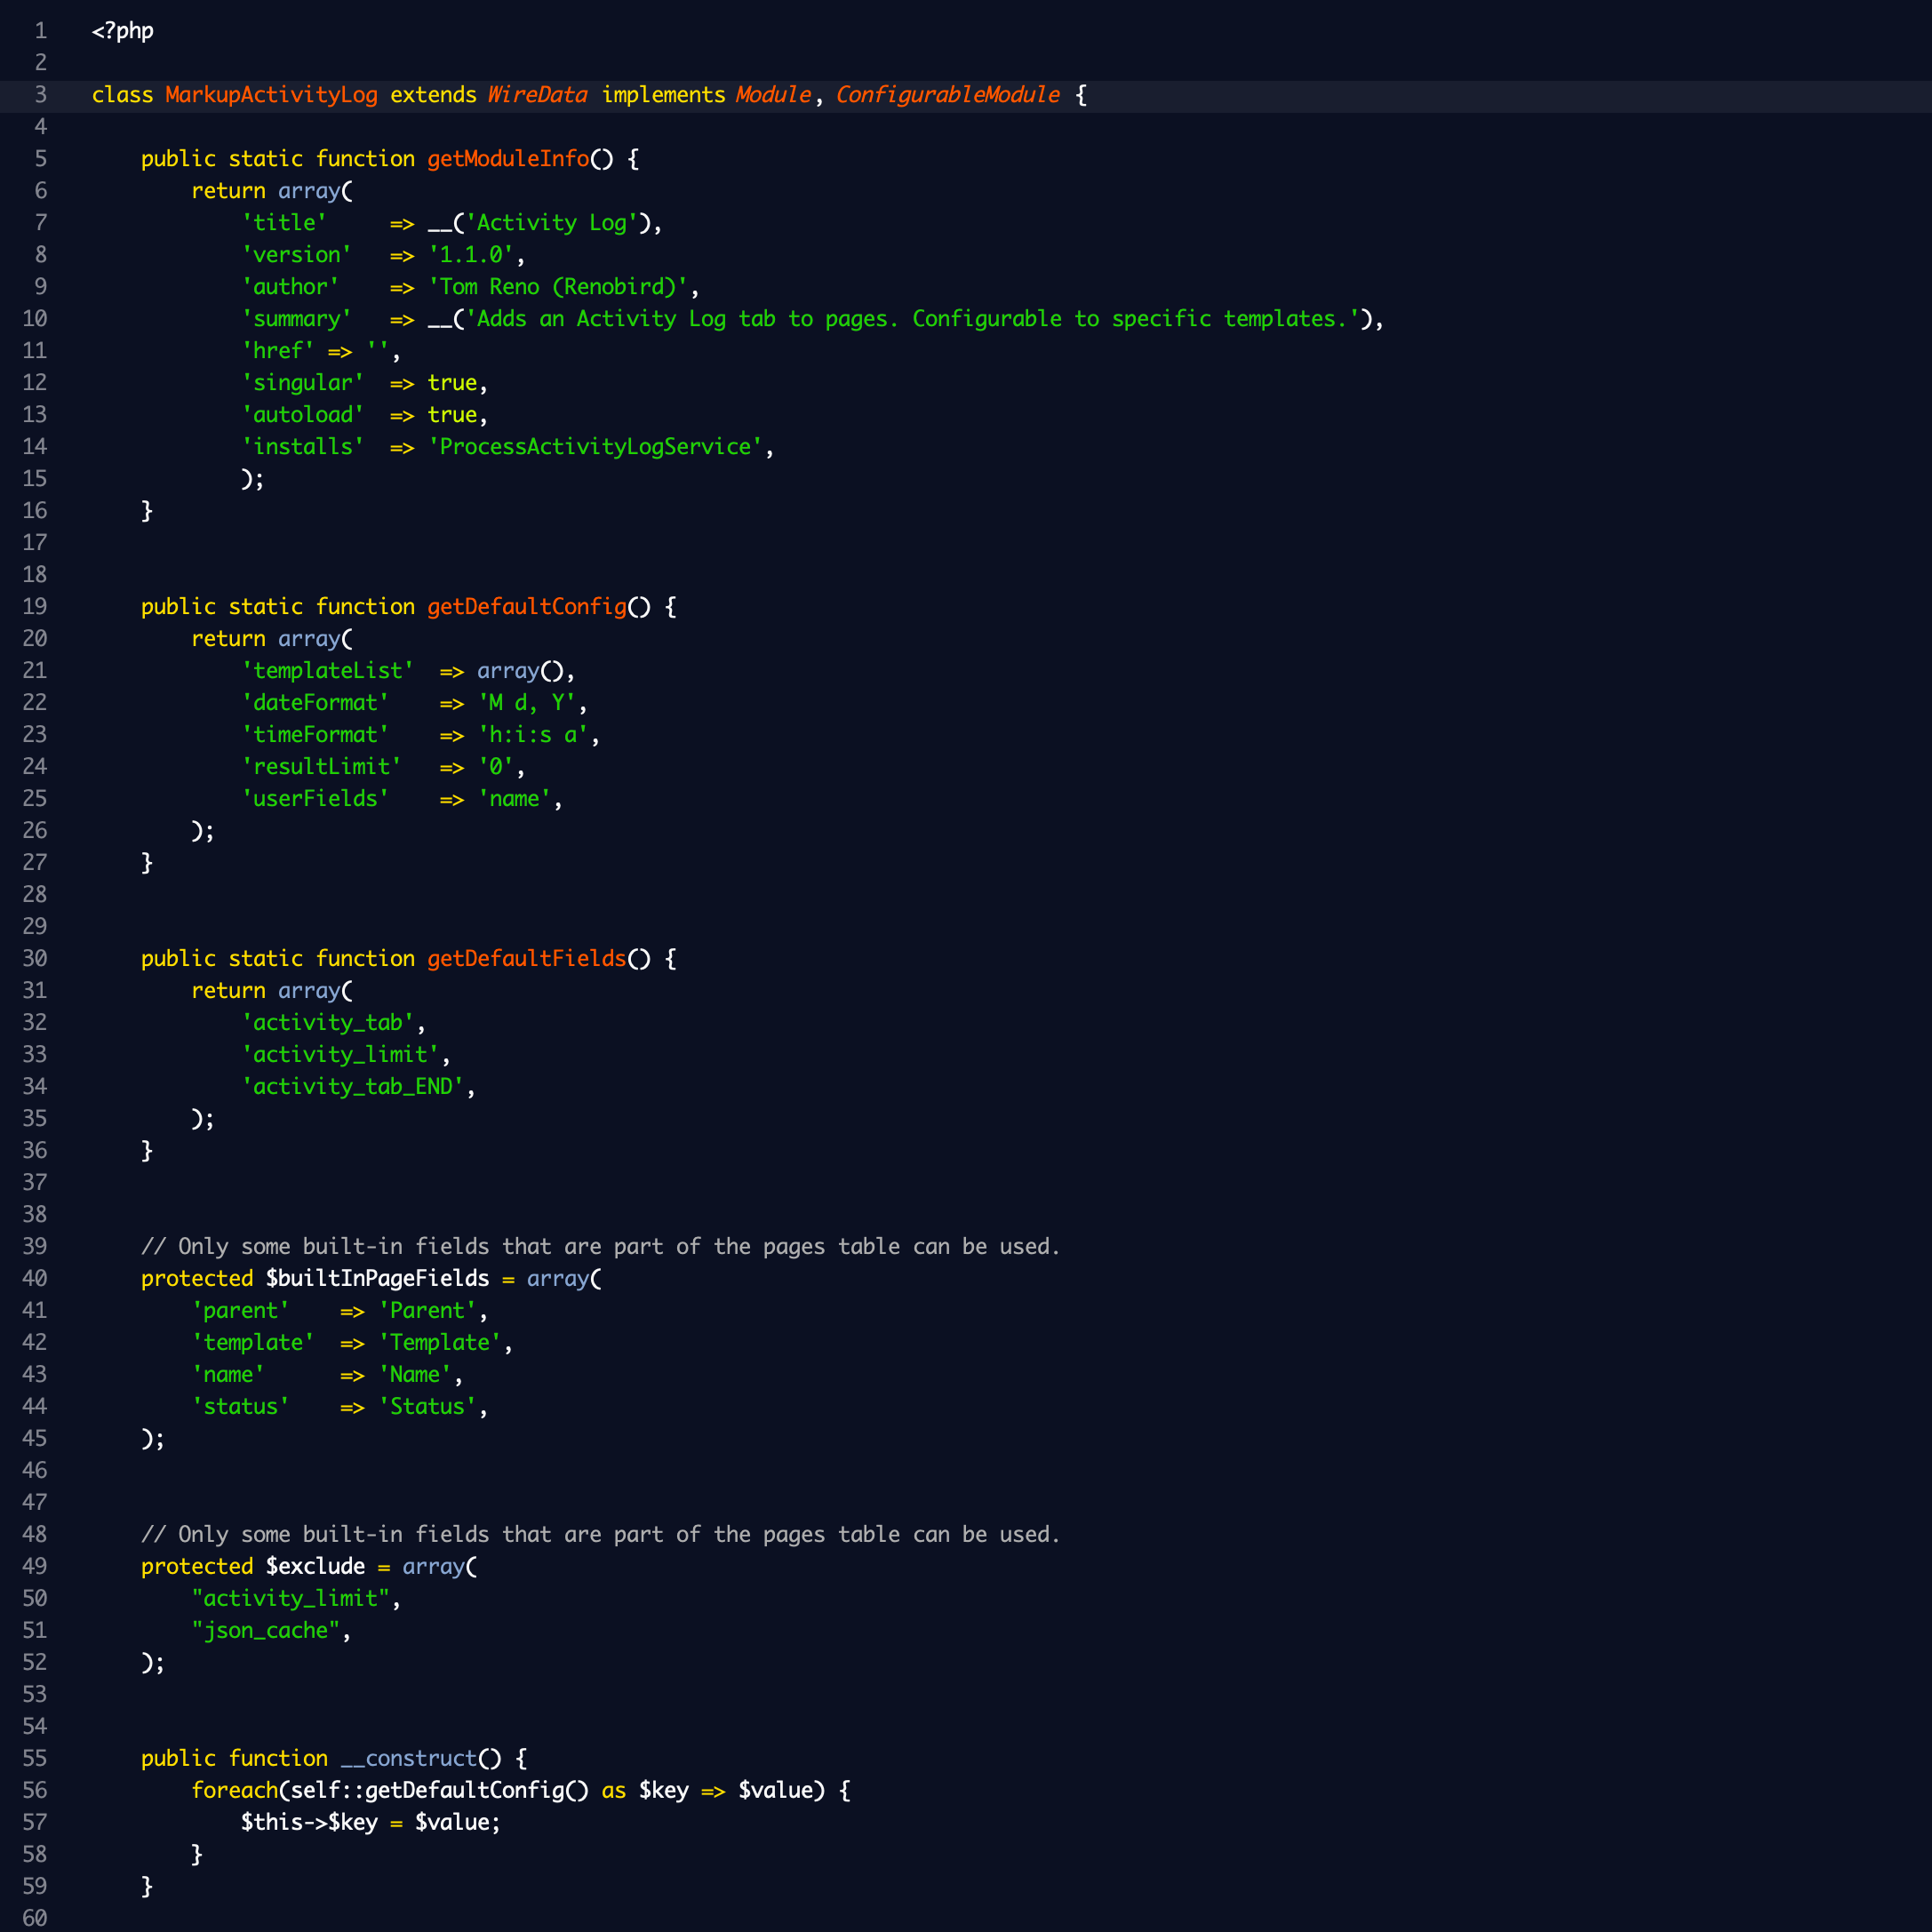 1 <?php
2
3 class MarkupActivityLog extends WireData implements Module, ConfigurableModule {
4
5     public static function getModuleInfo() {
6         return array(
7             'title'     => __('Activity Log'),
8             'version'   => '1.1.0',
9             'author'    => 'Tom Reno (Renobird)',
10             'summary'   => __('Adds an Activity Log tab to pages. Configurable to specific templates.'),
11             'href' => '',
12             'singular'  => true,
13             'autoload'  => true,
14             'installs'  => 'ProcessActivityLogService',
15             );
16     }
17
18
19     public static function getDefaultConfig() {
20         return array(
21             'templateList'  => array(),
22             'dateFormat'    => 'M d, Y',
23             'timeFormat'    => 'h:i:s a',
24             'resultLimit'   => '0',
25             'userFields'    => 'name',
26         );
27     }
28
29
30     public static function getDefaultFields() {
31         return array(
32             'activity_tab',
33             'activity_limit',
34             'activity_tab_END',
35         );
36     }
37
38
39     // Only some built-in fields that are part of the pages table can be used.
40     protected $builtInPageFields = array(
41         'parent'    => 'Parent',
42         'template'  => 'Template',
43         'name'      => 'Name',
44         'status'    => 'Status',
45     );
46
47
48     // Only some built-in fields that are part of the pages table can be used.
49     protected $exclude = array(
50         "activity_limit",
51         "json_cache",
52     );
53
54
55     public function __construct() {
56         foreach(self::getDefaultConfig() as $key => $value) {
57             $this->$key = $value;
58         }
59     }
60